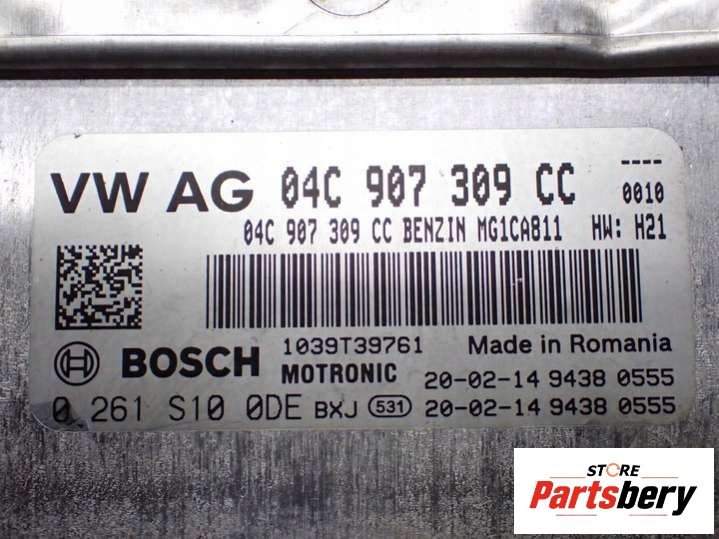 VW AG 04C 907 309 CC ----
0010
04C 907 309 CC BENZIN MG1CA811 HW: H21
BOSCH 1039T39761 Made in Romania
MOTRONIC 20-02-14 9438 0555
0 261 S10 0DE BXJ 531 20-02-14 9438 0555
STORE
Partsbery